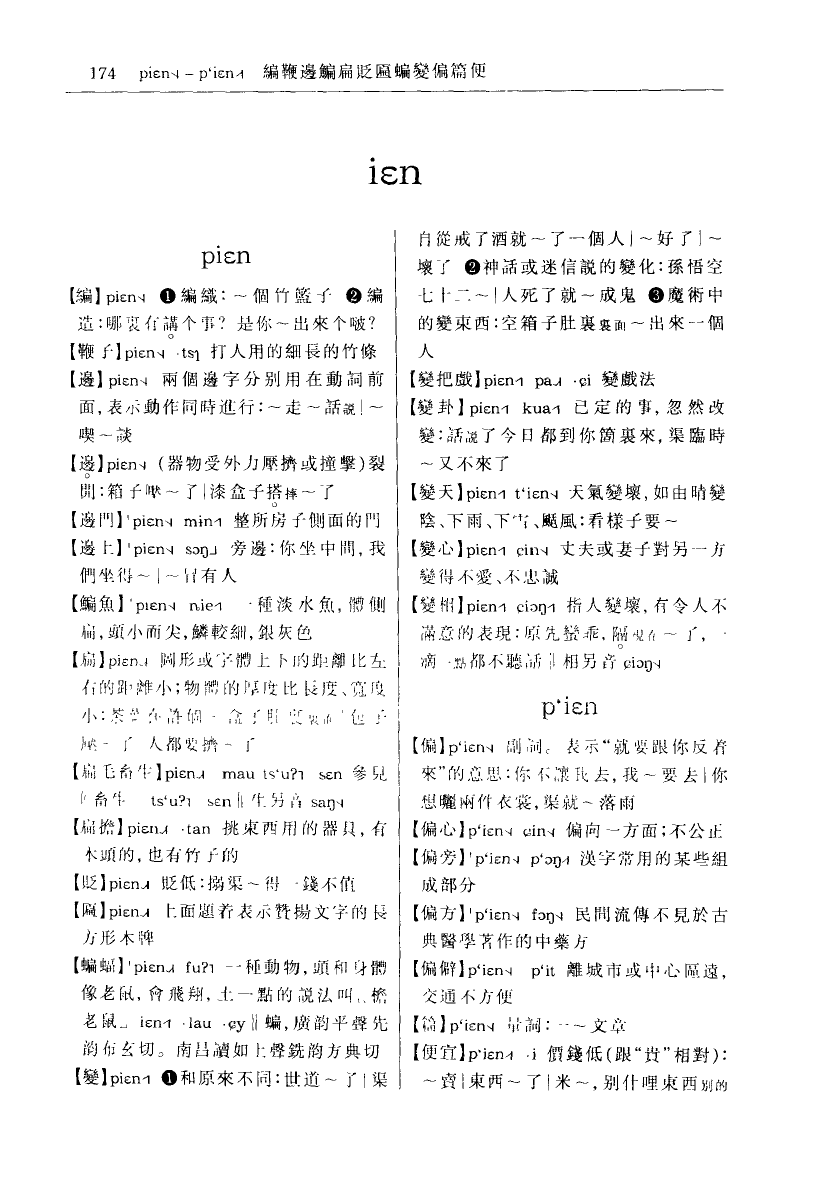 174 piɛn˧˩ – p‘iɛn 編鞭邊鯿扁貶匾蝙變偏篇便
iɛn
piɛn
【編】piɛn ❶編織：～個竹籃子 ❷編
造：哪裏有講个事？是你～出來个啵？
【鞭子】piɛn ·tsɿ 打人用的細長的竹條
【邊】piɛn 兩個邊字分別用在動詞前
面，表示動作同時進行：～走～話説|～
喫～談
【邊】piɛn （器物受外力壓擠或撞擊）裂
開：箱子壓～了|漆盒子搭摔～了
【邊門】'piɛn mɨn 整所房子側面的門
【邊上】'piɛn sɔŋ 旁邊：你坐中間，我
們坐得～|～冒有人
【鯿魚】'piɛn ȵiɛ 一種淡水魚，體側
扁，頭小而尖，鱗較細，銀灰色
【扁】piɛn 圓形或字體上下的距離比左
右的距離小；物體的厚度比長度、寬度
小：
人都要擠～了
【扁毛畜生】piɛn mau ts‘uʔ sɛn 參見
畜生 ts‘uʔ sɛn‖生另音 saŋ
【扁擔】piɛn ·tan 挑東西用的器具，有
木頭的，也有竹子的
【貶】piɛn 貶低：搦渠～得一錢不值
【匾】piɛn 上面題着表示贊揚文字的長
方形木牌
【蝙蝠】'piɛn fuʔ 一種動物，頭和身體
像老鼠，會飛翔，土一點的説法叫﹁檐
老鼠﹂ iɛn ·lau ·ɕy‖蝙，廣韵平聲先
韵布玄切。南昌讀如上聲銑韵方典切
【變】piɛn ❶和原來不同：世道～了|渠
自從戒了酒就～了一個人|～好了|～
壞了 ❷神話或迷信説的變化：孫悟空
七十二～|人死了就～成鬼 ❸魔術中
的變東西：空箱子肚裏裏面～出來一個
人
【變把戲】piɛn pa ·ɕi 變戲法
【變卦】piɛn kua 已定的事，忽然改
變：話説了今日都到你箇裏來，渠臨時
～又不來了
【變天】piɛn t‘iɛn 天氣變壞，如由晴變
陰、下雨、下雪、颳風：看樣子要～
【變心】piɛn ɕin 丈夫或妻子對另一方
變得不愛、不忠誠
【變相】piɛn ɕiɔŋ 指人變壞，有令人不
滿意的表現：原先蠻乖，隔現在～了，一
滴一點都不聽話‖相另音 ɕiɔŋ
p‘iɛn
【偏】p‘iɛn 副詞。表示“就要跟你反着
來”的意思：你不讓我去，我～要去|你
想曬兩件衣裳，渠就～落雨
【偏心】p‘iɛn ɕin 偏向一方面；不公正
【偏旁】'p‘iɛn p‘ɔŋ 漢字常用的某些組
成部分
【偏方】'p‘iɛn fɔŋ 民間流傳不見於古
典醫學著作的中藥方
【偏僻】p‘iɛn p‘it 離城市或中心區遠，
交通不方便
【篇】p‘iɛn 量詞：一～文章
【便宜】p‘iɛn ·i 價錢低（跟“貴”相對）：
～賣|東西～了|米～，別什哩東西別的